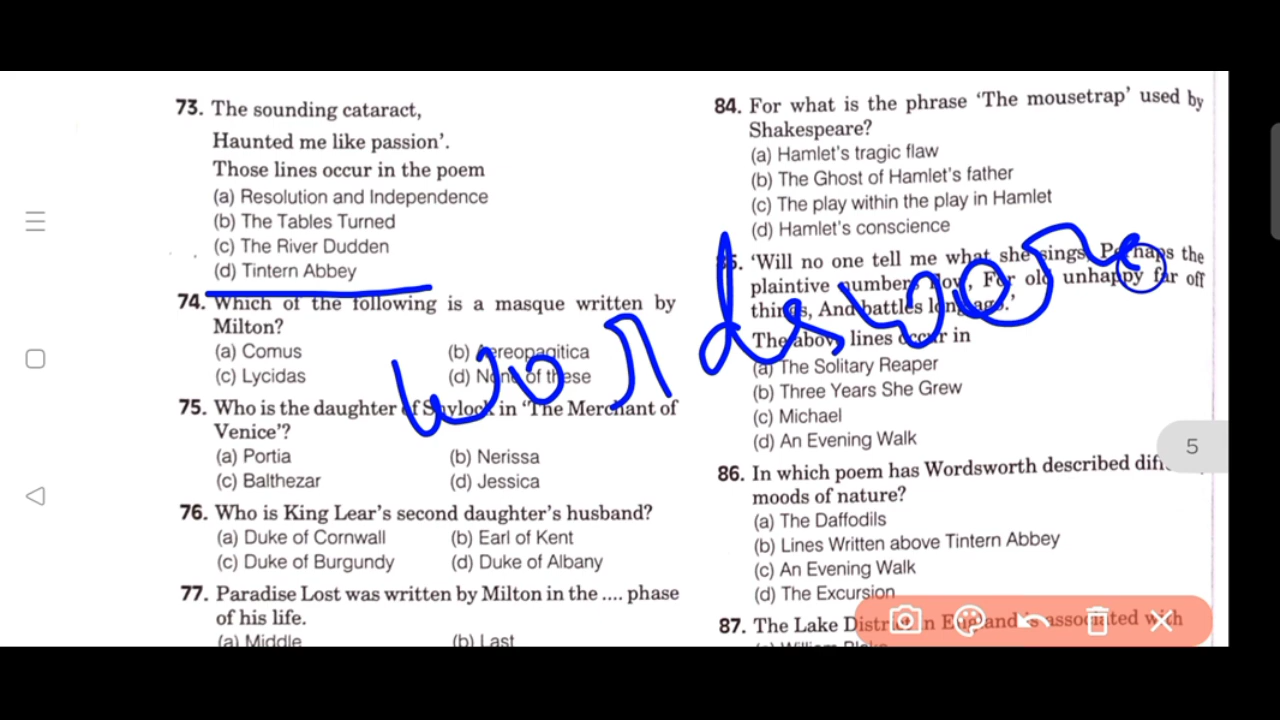 73. The sounding cataract,
Haunted me like passion'.
Those lines occur in the poem
(a) Resolution and Independence
(b) The Tables Turned
(c) The River Dudden
(d) Tintern Abbey
74. Which of the following is a masque written by
Milton?
(a) Comus (b) Aereopagitica
(c) Lycidas (d) None of these
75. Who is the daughter of Shylock in 'The Merchant of
Venice'?
(a) Portia (b) Nerissa
(c) Balthezar (d) Jessica
76. Who is King Lear's second daughter's husband?
(a) Duke of Cornwall (b) Earl of Kent
(c) Duke of Burgundy (d) Duke of Albany
77. Paradise Lost was written by Milton in the .... phase
of his life.
(a) Middle (b) Last
84. For what is the phrase 'The mousetrap' used by
Shakespeare?
(a) Hamlet's tragic flaw
(b) The Ghost of Hamlet's father
(c) The play within the play in Hamlet
(d) Hamlet's conscience
85. 'Will no one tell me what she sings, Perhaps the
plaintive numbers flow, For old unhappy far off
things, And battles long ago.'
The above lines occur in
(a) The Solitary Reaper
(b) Three Years She Grew
(c) Michael
(d) An Evening Walk
86. In which poem has Wordsworth described
moods of nature?
(a) The Daffodils
(b) Lines Written above Tintern Abbey
(c) An Evening Walk
(d) The Excursion
87. The Lake District in England is associated with
5